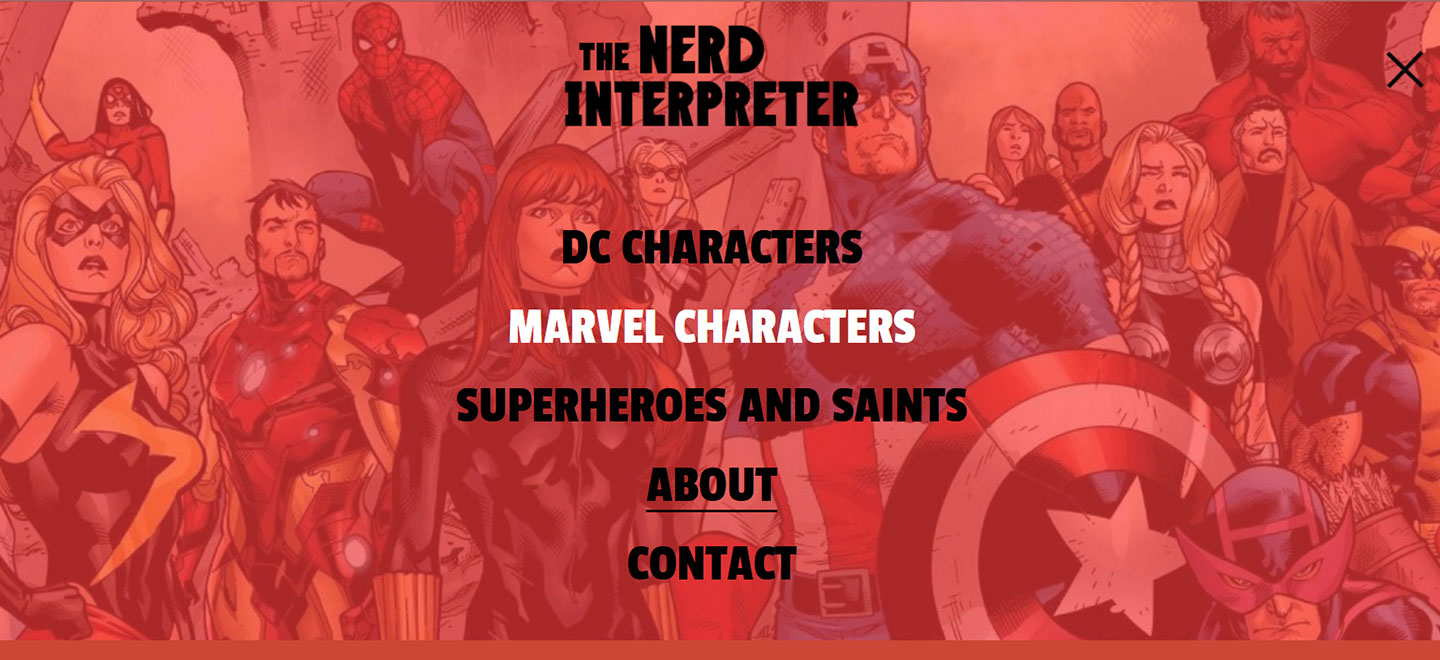 THE NERD
INTERPRETER
DC CHARACTERS
MARVEL CHARACTERS
SUPERHEROES AND SAINTS
ABOUT
CONTACT